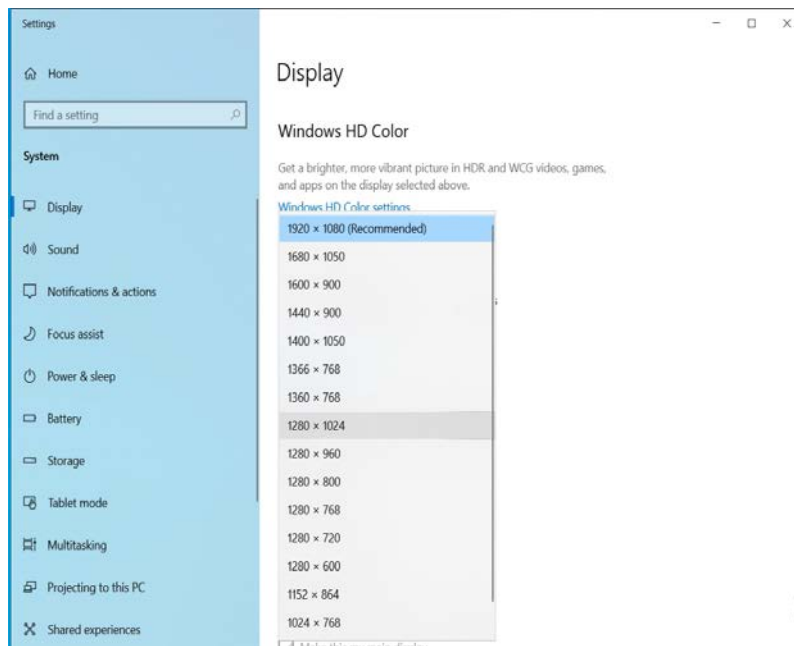 Settings
Home
Find a setting
System
Display
Sound
Notifications & actions
Focus assist
Power & sleep
Battery
Storage
Tablet mode
Multitasking
Projecting to this PC
Shared experiences
Display
Windows HD Color
Get a brighter, more vibrant picture in HDR and WCG videos, games,
and apps on the display selected above.
Windows HD Color settings
1920 × 1080 (Recommended)
1680 × 1050
1600 × 900
1440 × 900
1400 × 1050
1366 × 768
1360 × 768
1280 × 1024
1280 × 960
1280 × 800
1280 × 768
1280 × 720
1280 × 600
1152 × 864
1024 × 768